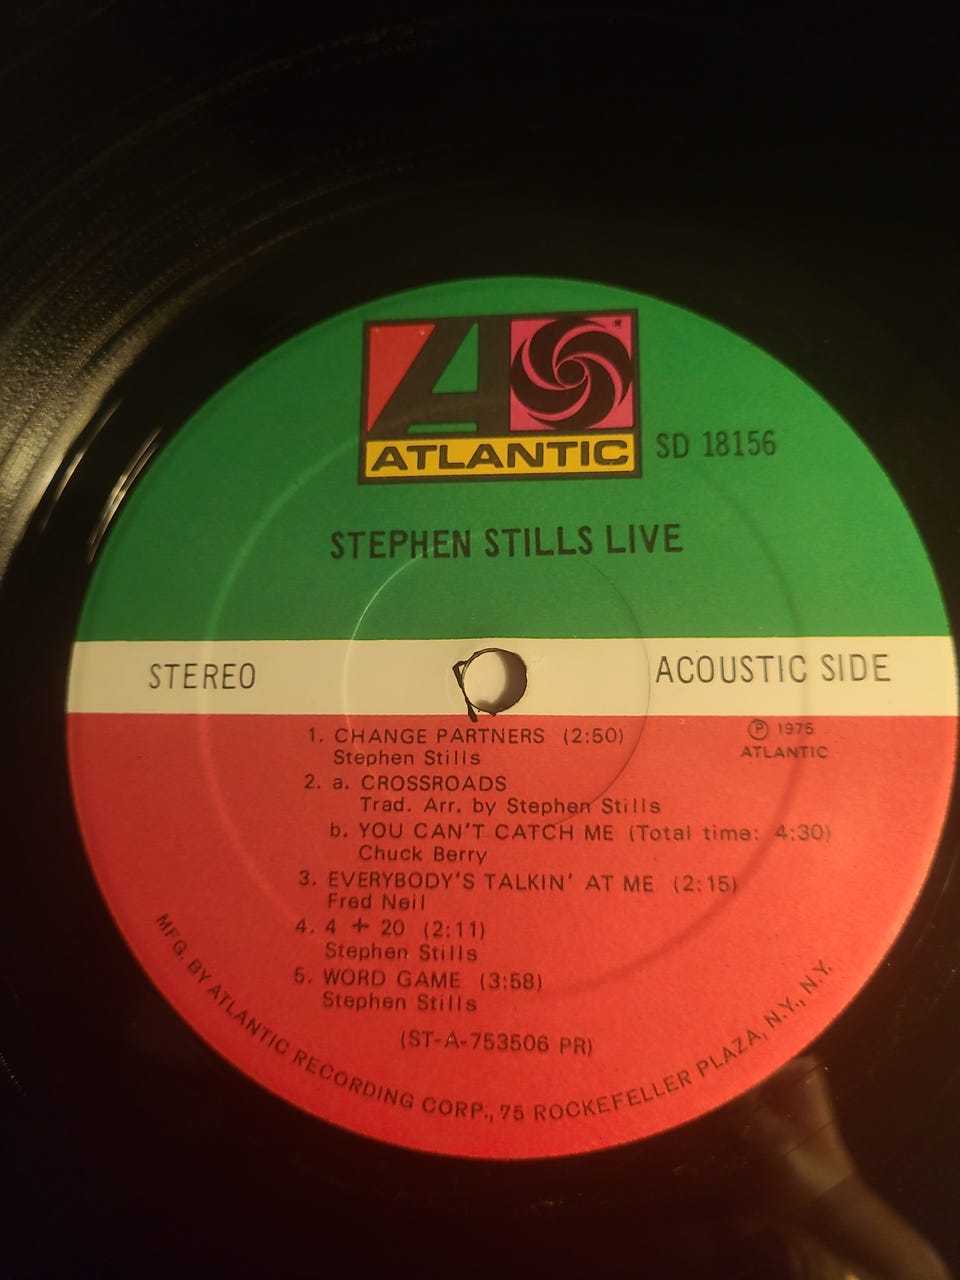 ATLANTIC
SD 18156
STEPHEN STILLS LIVE
STEREO
ACOUSTIC SIDE
℗ 1975
ATLANTIC
1. CHANGE PARTNERS (2:50)
Stephen Stills
2. a. CROSSROADS
Trad. Arr. by Stephen Stills
b. YOU CAN'T CATCH ME (Total time: 4:30)
Chuck Berry
3. EVERYBODY'S TALKIN' AT ME (2:15)
Fred Neil
4. 4 + 20 (2:11)
Stephen Stills
5. WORD GAME (3:58)
Stephen Stills
(ST-A-753506 PR)
MFG. BY ATLANTIC RECORDING CORP., 75 ROCKEFELLER PLAZA, N.Y., N.Y.